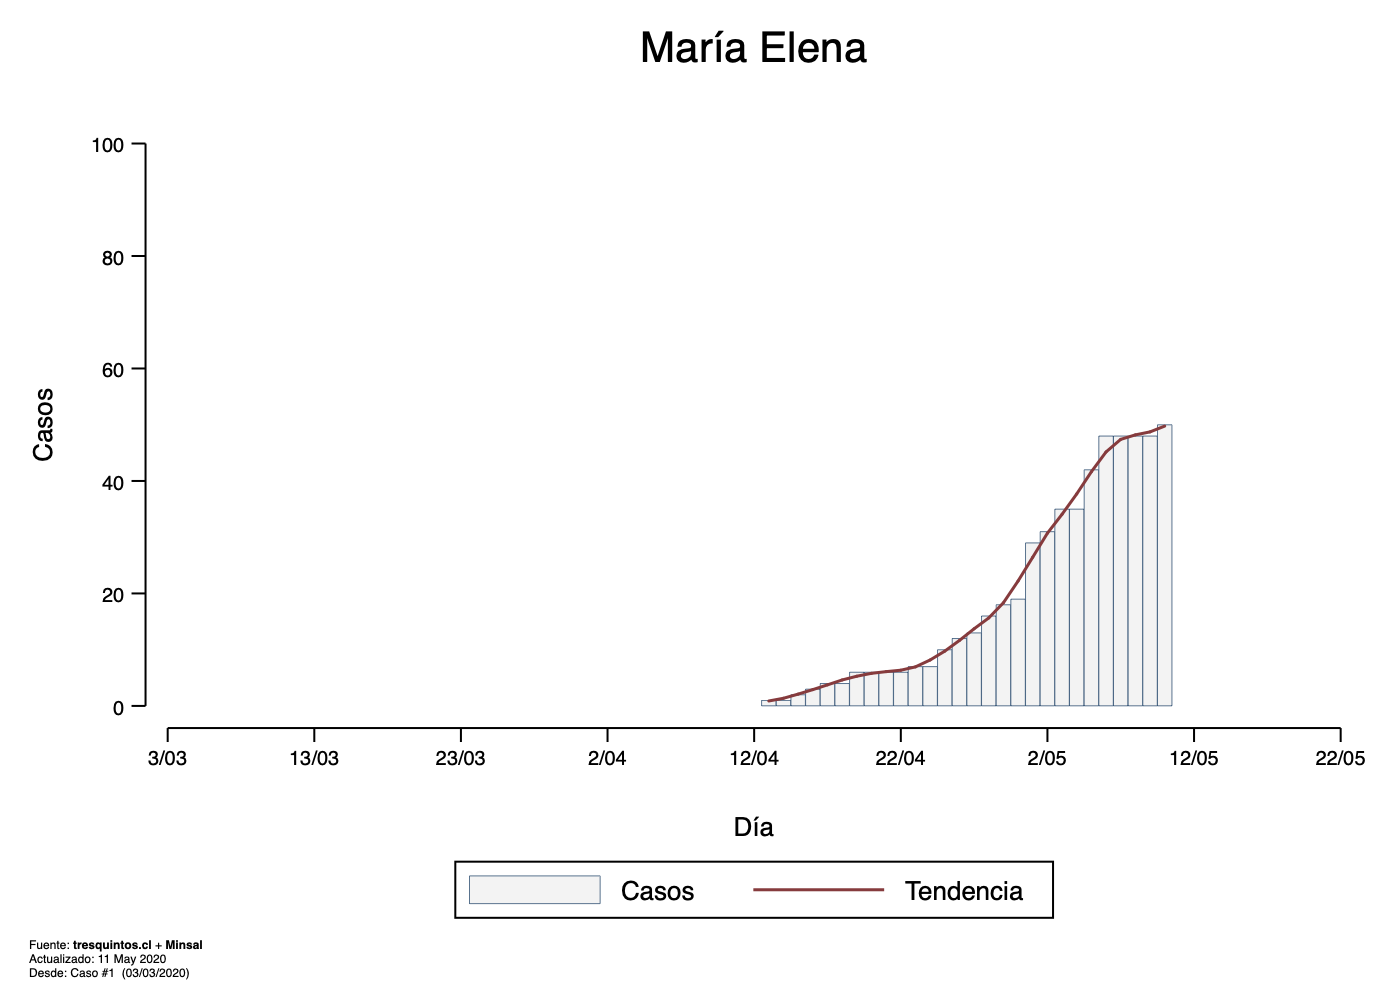 María Elena
100
80
60
40
20
0
Casos
3/03 13/03 23/03 2/04 12/04 22/04 2/05 12/05 22/05
Día
Casos Tendencia
Fuente: tresquintos.cl + Minsal
Actualizado: 11 May 2020
Desde: Caso #1 (03/03/2020)